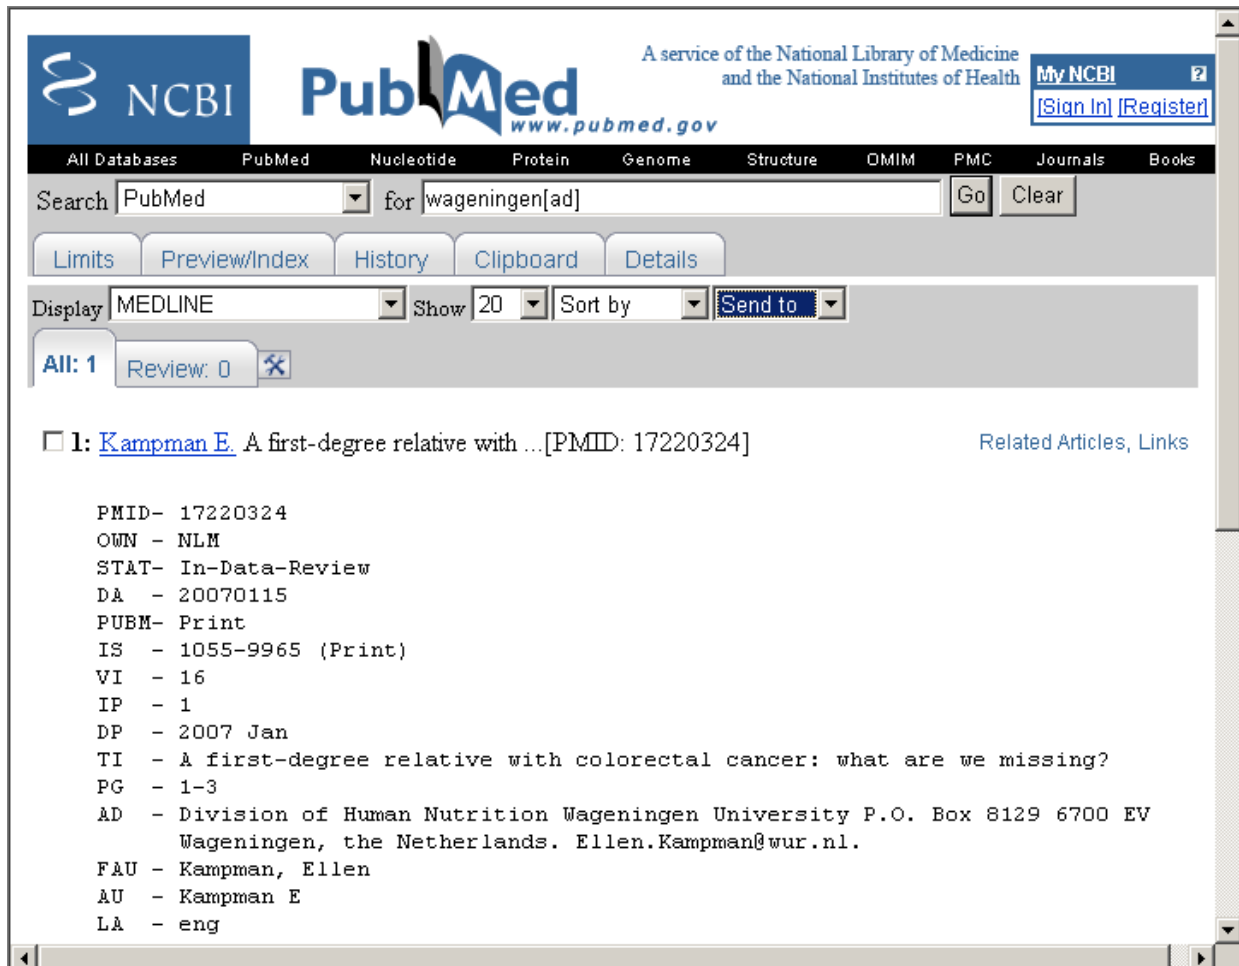 NCBI
PubMed
www.pubmed.gov
A service of the National Library of Medicine
and the National Institutes of Health
My NCBI ?
[Sign In] [Register]
All Databases PubMed Nucleotide Protein Genome Structure OMIM PMC Journals Books
Search PubMed for wageningen[ad] Go Clear
Limits Preview/Index History Clipboard Details
Display MEDLINE Show 20 Sort by Send to
All: 1 Review: 0
1: Kampman E. A first-degree relative with ...[PMID: 17220324] Related Articles, Links
PMID- 17220324
OWN - NLM
STAT- In-Data-Review
DA - 20070115
PUBM- Print
IS - 1055-9965 (Print)
VI - 16
IP - 1
DP - 2007 Jan
TI - A first-degree relative with colorectal cancer: what are we missing?
PG - 1-3
AD - Division of Human Nutrition Wageningen University P.O. Box 8129 6700 EV
Wageningen, the Netherlands. Ellen.Kampman@wur.nl.
FAU - Kampman, Ellen
AU - Kampman E
LA - eng